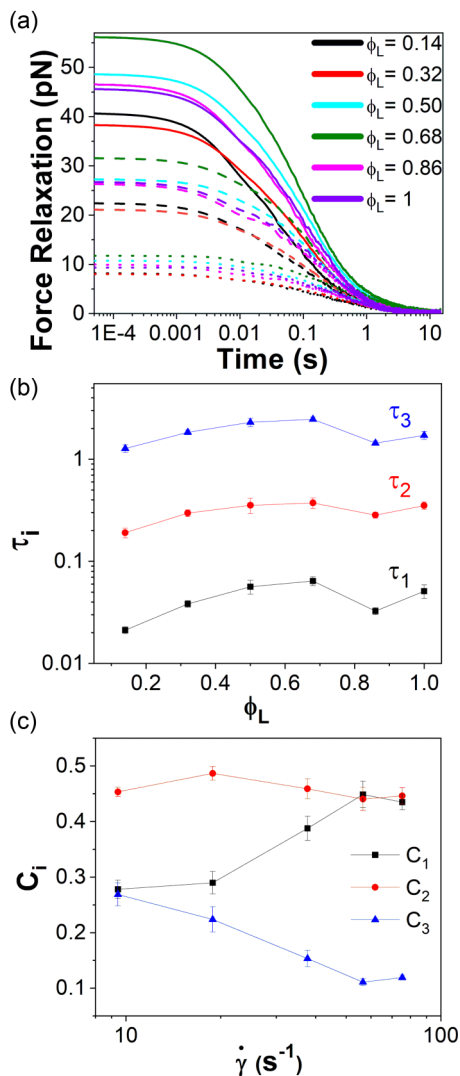 (a)
Force Relaxation (pN)
50
40
30
20
10
0
ϕL = 0.14
ϕL = 0.32
ϕL = 0.50
ϕL = 0.68
ϕL = 0.86
ϕL = 1
1E-4 0.001 0.01 0.1 1 10
Time (s)
(b)
τi
1
0.1
0.01
τ3
τ2
τ1
0.2 0.4 0.6 0.8 1.0
ϕL
(c)
Ci
0.5
0.4
0.3
0.2
0.1
C1
C2
C3
10 100
γ̇ (s-1)